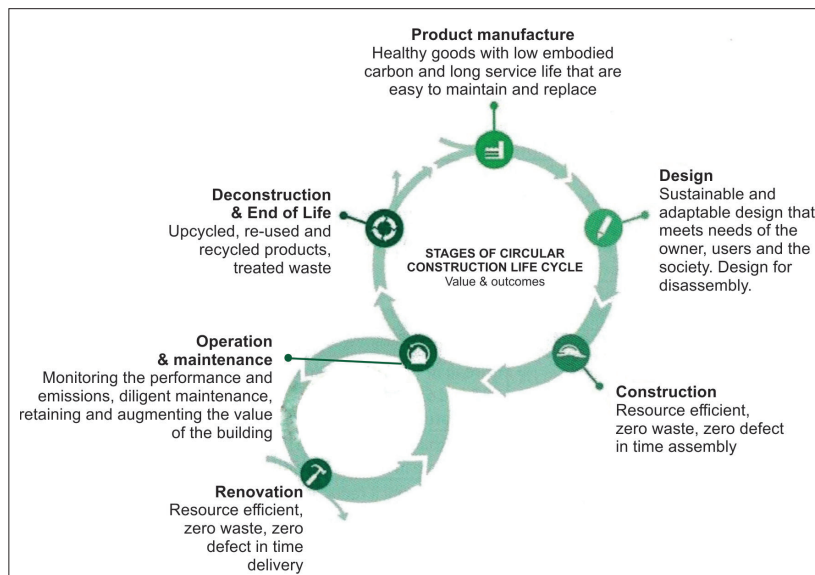 Product manufacture
Healthy goods with low embodied
carbon and long service life that are
easy to maintain and replace
Design
Sustainable and
adaptable design that
meets needs of the
owner, users and the
society. Design for
disassembly.
Deconstruction
& End of Life
Upcycled, re-used and
recycled products,
treated waste
STAGES OF CIRCULAR
CONSTRUCTION LIFE CYCLE
Value & outcomes
Operation
& maintenance
Monitoring the performance and
emissions, diligent maintenance,
retaining and augmenting the value
of the building
Construction
Resource efficient,
zero waste, zero defect
in time assembly
Renovation
Resource efficient,
zero waste, zero
defect in time
delivery